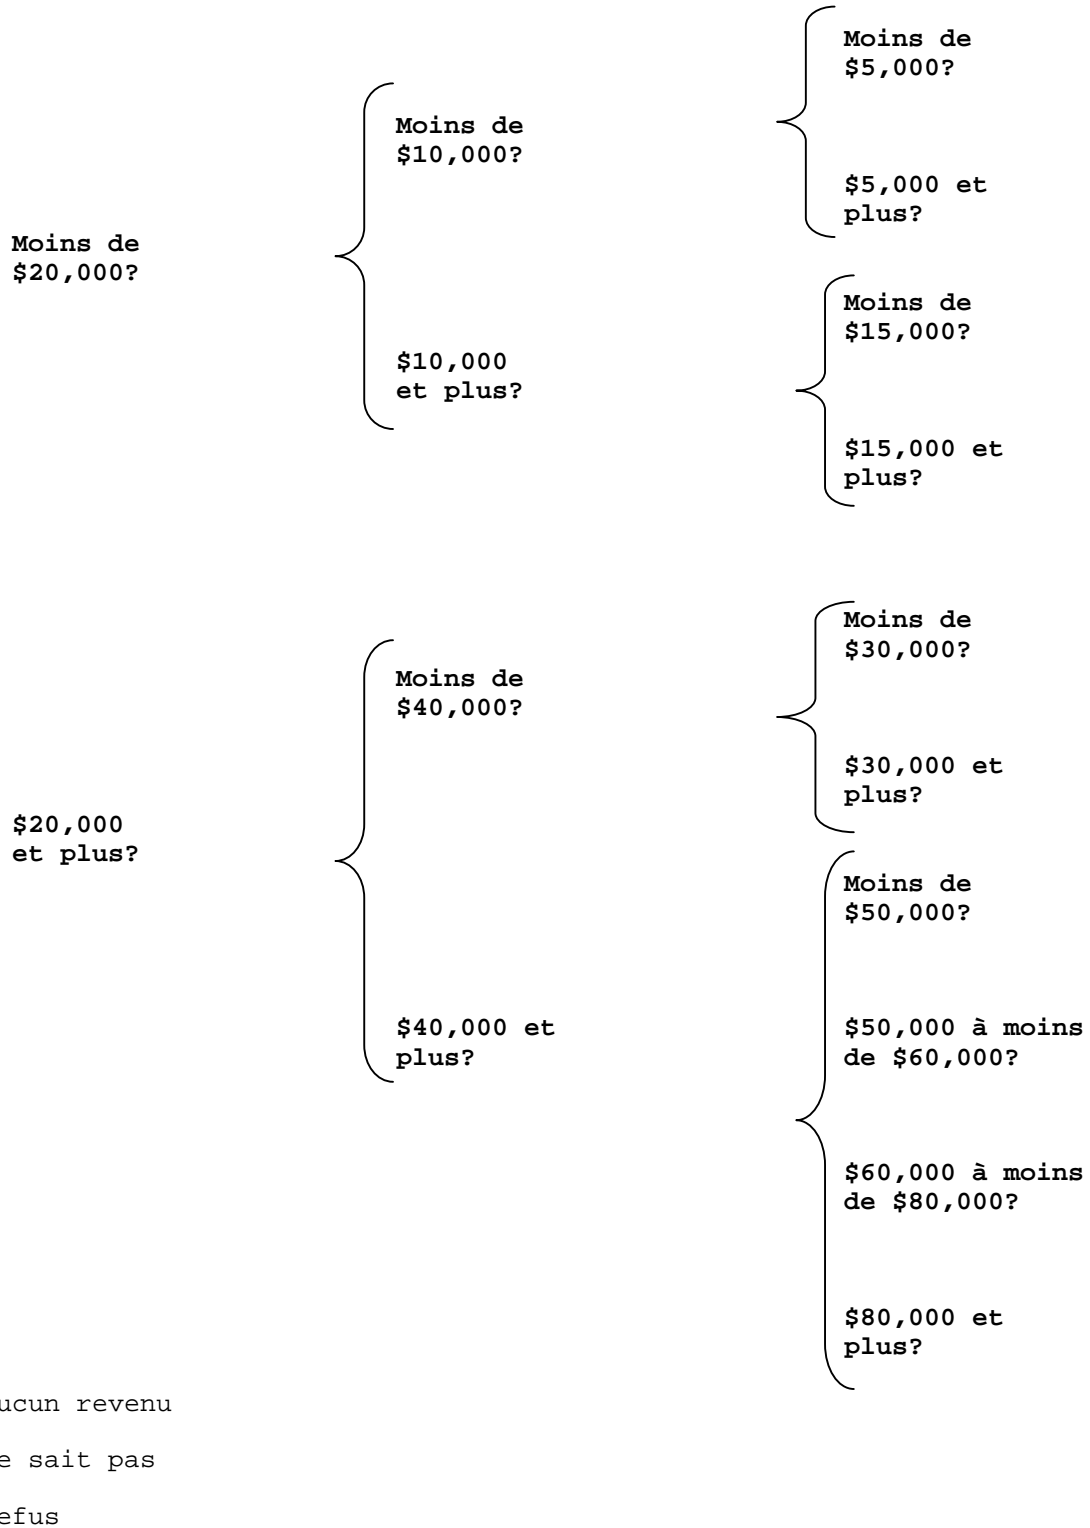 Moins de
$20,000?
Moins de
$10,000?
Moins de
$5,000?
$5,000 et
plus?
$10,000
et plus?
Moins de
$15,000?
$15,000 et
plus?
$20,000
et plus?
Moins de
$40,000?
Moins de
$30,000?
$30,000 et
plus?
$40,000 et
plus?
Moins de
$50,000?
$50,000 à moins
de $60,000?
$60,000 à moins
de $80,000?
$80,000 et
plus?
ucun revenu
e sait pas
efus